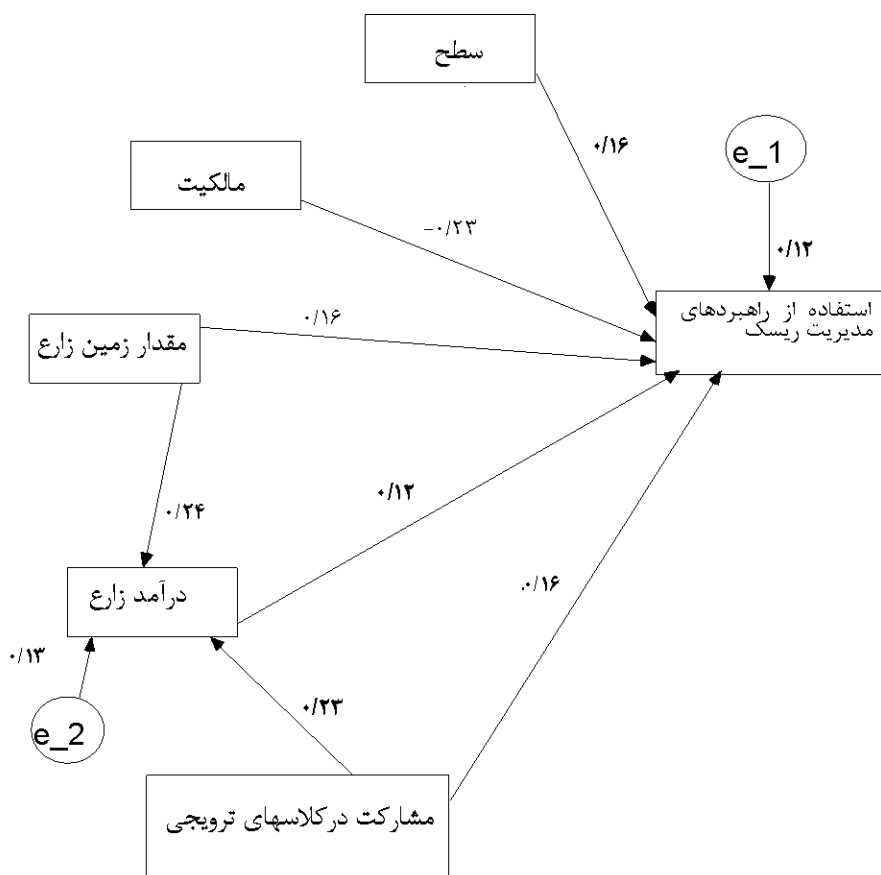 سطح
۰/۱۶
e_1
مالکیت
-۰/۲۳
۰/۱۲
استفاده از راهبردهای
مدیریت ریسک
۰/۱۶
مقدار زمین زارع
۰/۱۲
۰/۲۴
۰/۱۶
درآمد زارع
۰/۱۳
۰/۲۳
e_2
مشارکت درکلاسهای ترویجی